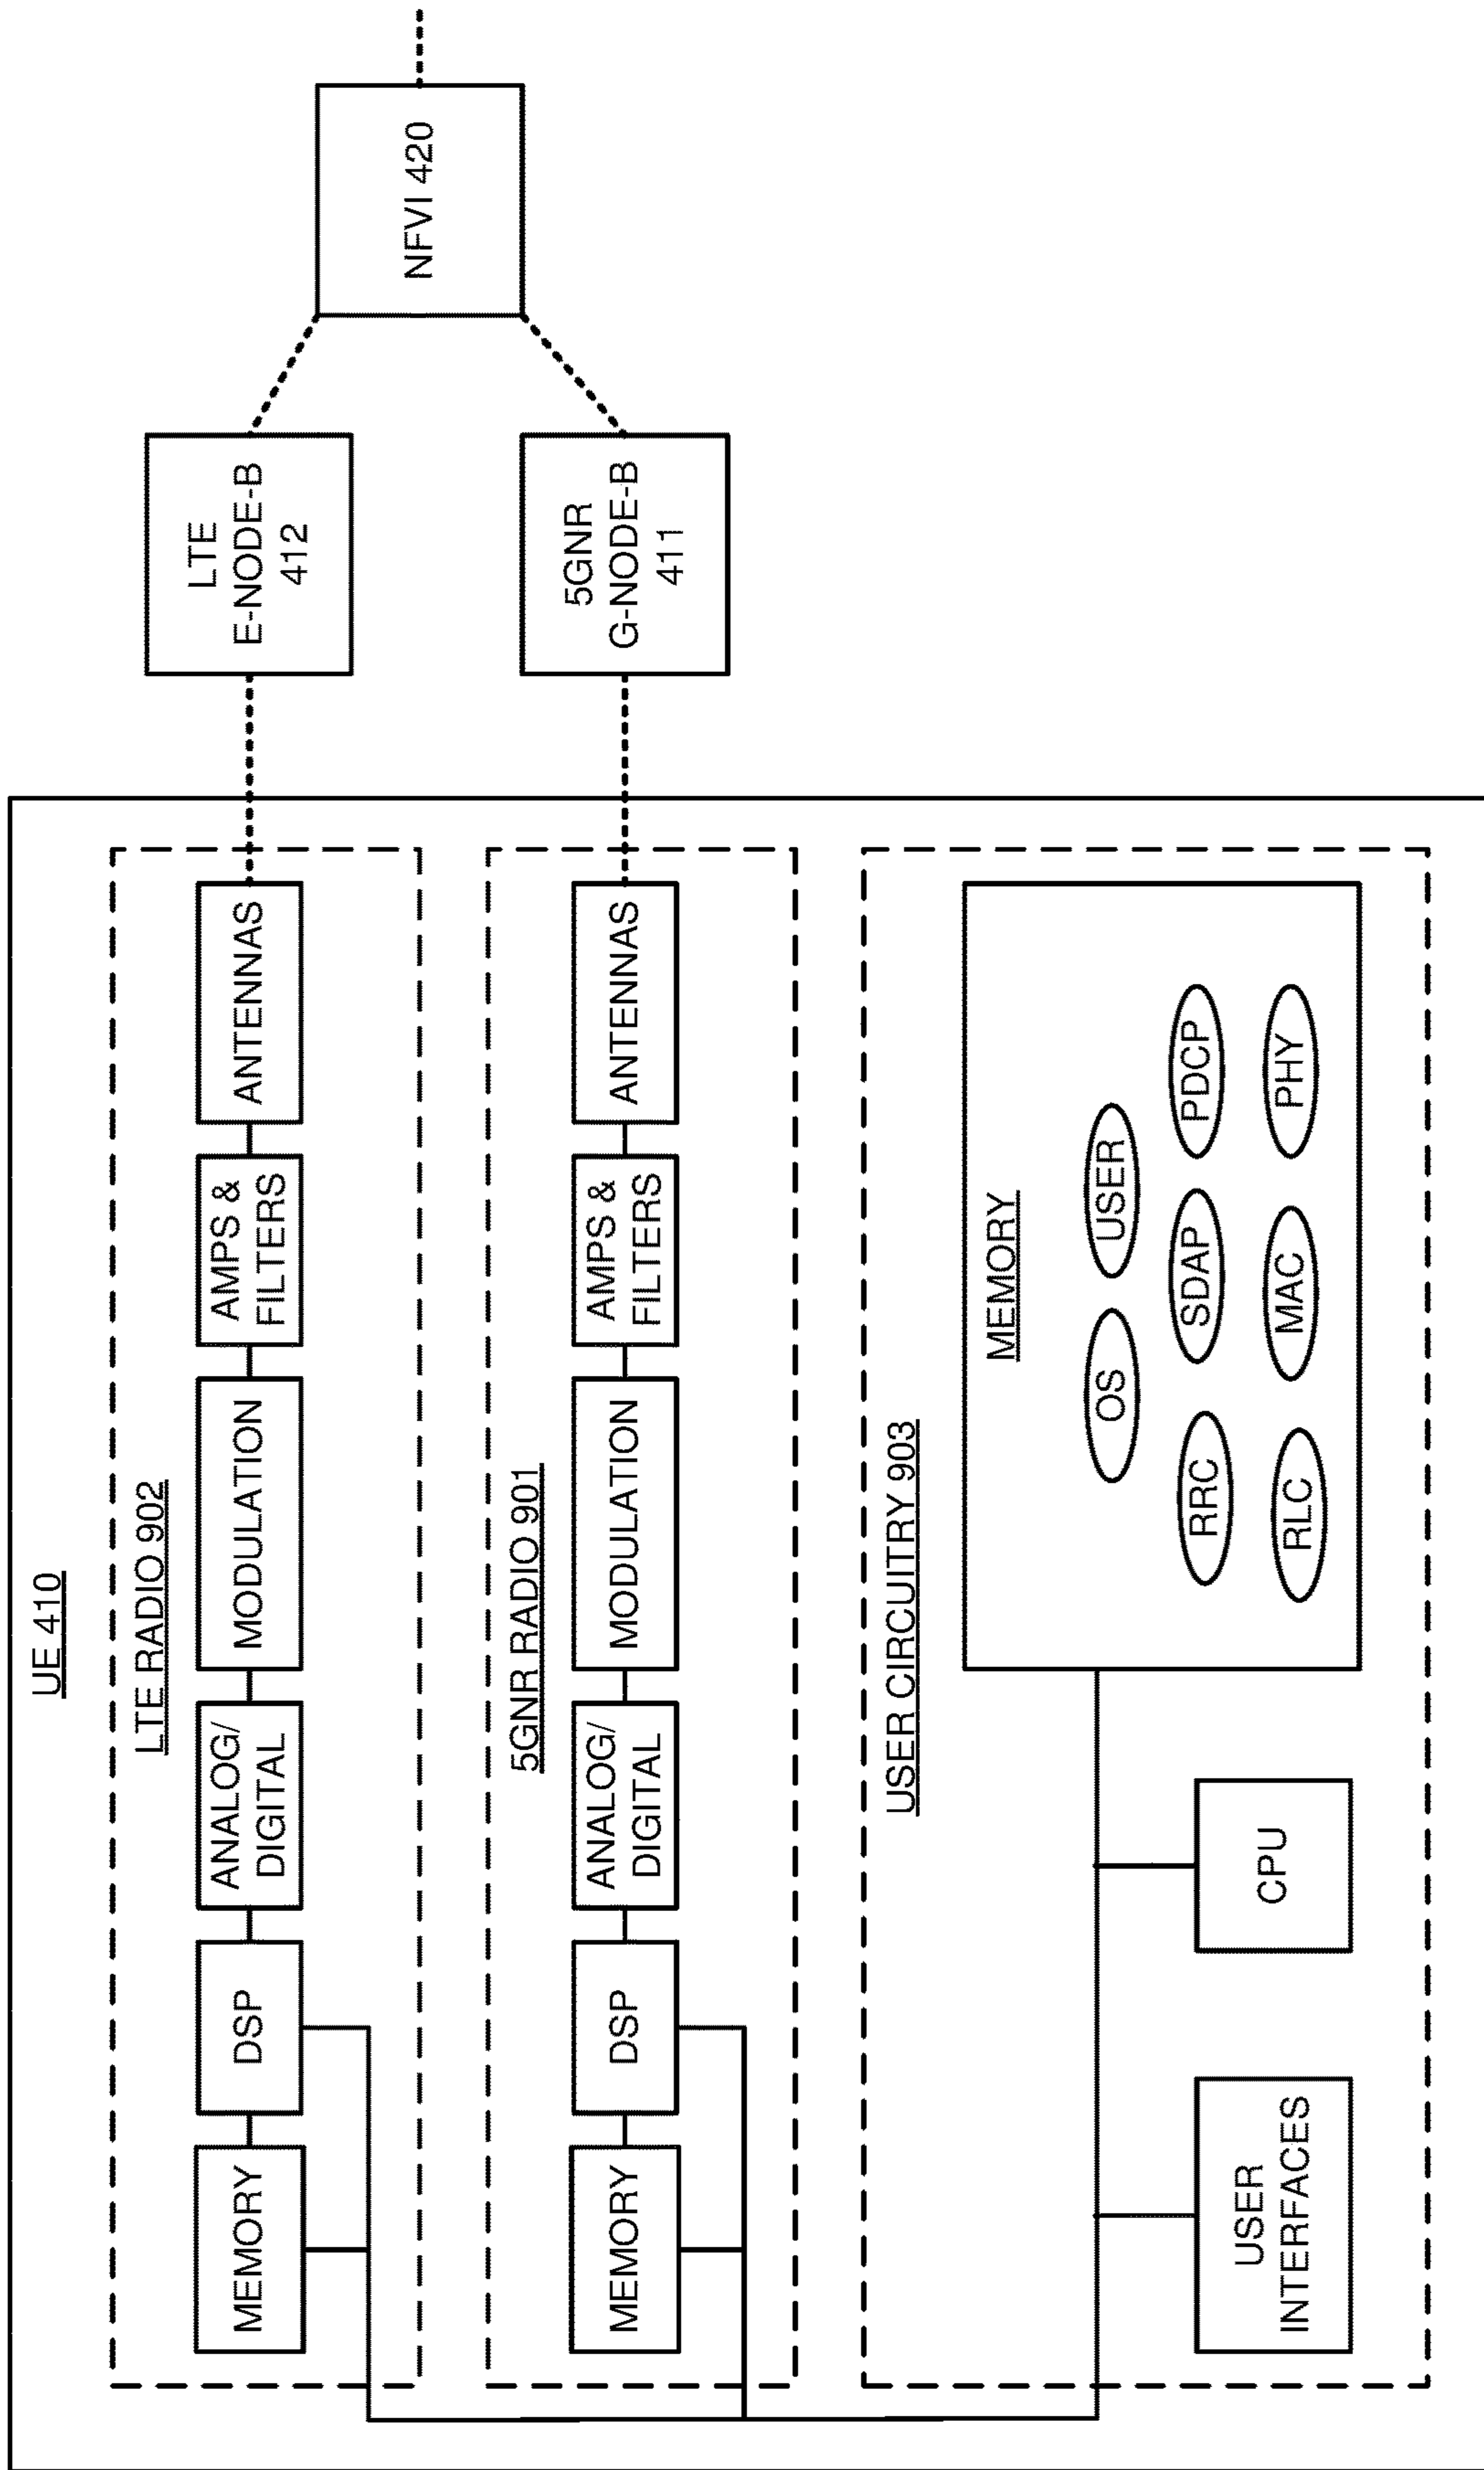 UE 410
LTE RADIO 902
MEMORY
DSP
ANALOG/
DIGITAL
MODULATION
AMPS &
FILTERS
ANTENNAS
LTE
E-NODE-B
412
NFVI 420
5GNR RADIO 901
MEMORY
DSP
ANALOG/
DIGITAL
MODULATION
AMPS &
FILTERS
ANTENNAS
5GNR
G-NODE-B
411
USER CIRCUITRY 903
USER
INTERFACES
CPU
MEMORY
OS
USER
RRC
SDAP
PDCP
RLC
MAC
PHY